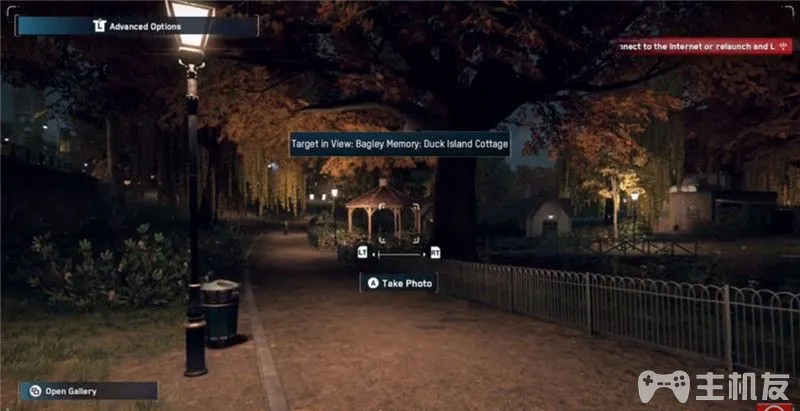 Advanced Options
nnect to the Internet or relaunch and L
Target in View: Bagley Memory: Duck Island Cottage
LT
RT
A Take Photo
Open Gallery
主机友